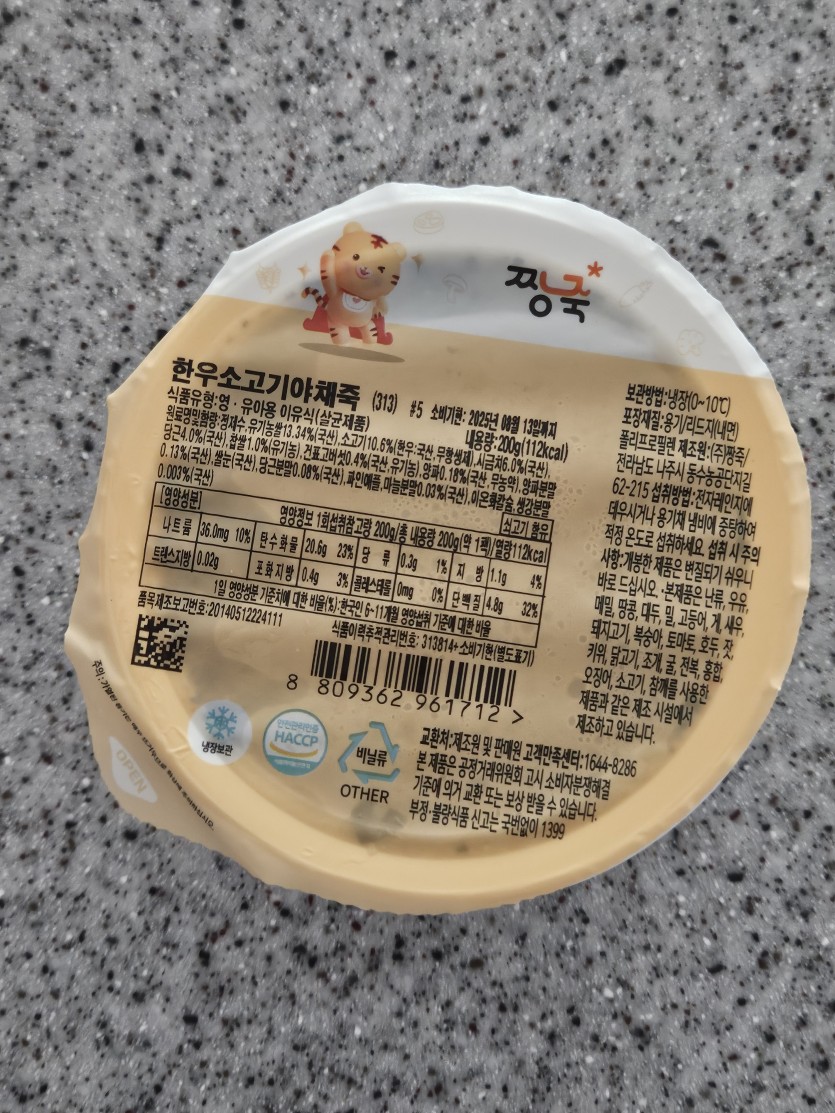 짱죽
한우소고기야채죽 (313) #5 소비기한: 2025년 08월 13일까지
식품유형:영·유아용 이유식(살균제품) 내용량:200g(112kcal)
원료명및함량:정제수, 유기농쌀13.34%(국산), 소고기10.6%(한우:국산, 무항생제), 시금치6.0%(국산),
당근4.0%(국산), 찹쌀1.0%(유기농), 건표고버섯0.4%(국산,유기농), 양파0.18%(국산, 무농약), 양파분말
0.13%(국산), 쌀눈(국산), 당근분말0.08%(국산), 파인애플, 마늘분말0.03%(국산), 이온화칼슘, 생강분말
0.003%(국산)
쇠고기 함유
[영양성분] 영양정보 1회섭취참고량 200g/총 내용량 200g(약 1팩)/열량112kcal
나트륨 36.0mg 10% 탄수화물 20.6g 23% 당류 0.3g 1% 지방 1.1g 4%
트랜스지방 0.02g 포화지방 0.4g 3% 콜레스테롤 0mg 0% 단백질 4.8g 32%
1일 영양성분 기준치에 대한 비율(%):한국인 6-11개월 영양섭취 기준에 대한 비율
품목제조보고번호:20140512224111
식품이력추적관리번호: 313814+소비기한(별도표기)
8 809362 961712 >
냉장보관
안전관리인증
HACCP
비닐류
OTHER
보관방법:냉장(0~10℃)
포장재질:용기/리드지(내면)
폴리프로필렌 제조원:(주)짱죽/
전라남도 나주시 동수농공단지길
62-215 섭취방법:전자레인지에
데우시거나 용기채 냄비에 중탕하여
적정 온도로 섭취하세요. 섭취 시 주의
사항:개봉한 제품은 변질되기 쉬우니
바로 드십시오. ·본제품은 난류, 우유,
메밀, 땅콩, 대두, 밀, 고등어, 게, 새우,
돼지고기, 복숭아, 토마토, 호두, 잣,
키위, 닭고기, 조개, 굴, 전복, 홍합,
오징어, 소고기, 참깨를 사용한
제품과 같은 제조 시설에서
제조하고 있습니다.
교환처:제조원 및 판매원 고객만족센터:1644-8286
본 제품은 공정거래위원회 고시 소비자분쟁해결
기준에 의거 교환 또는 보상 받을 수 있습니다.
부정·불량식품 신고는 국번없이 1399
OPEN